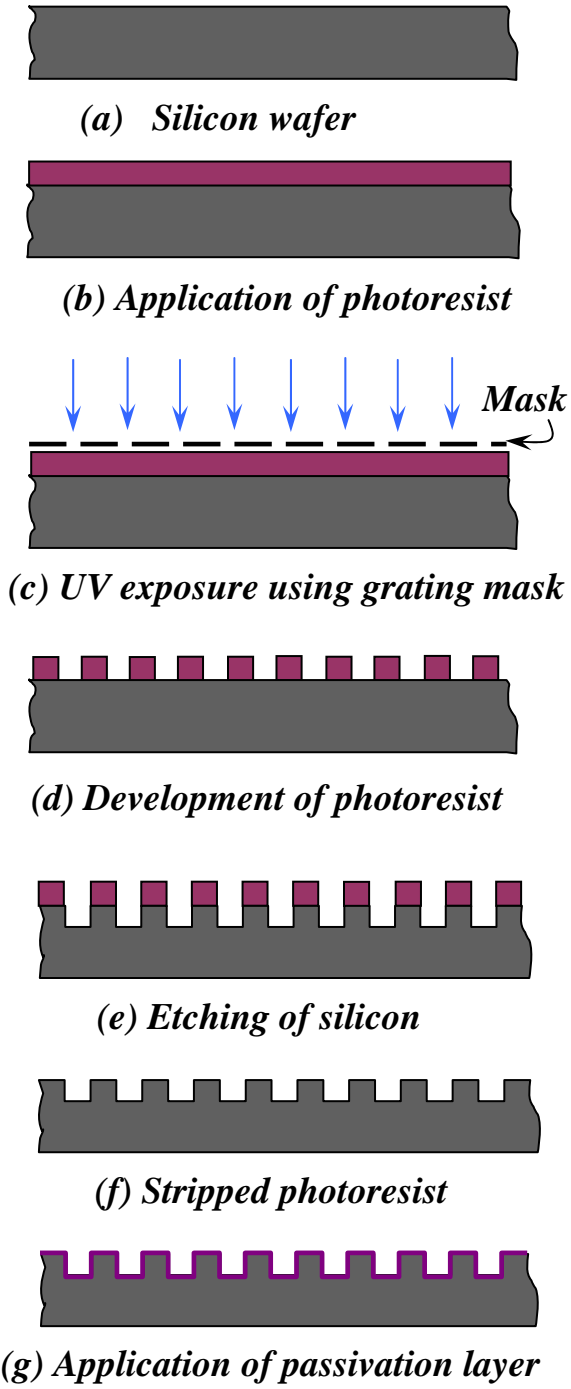 (a) Silicon wafer
(b) Application of photoresist
Mask
(c) UV exposure using grating mask
(d) Development of photoresist
(e) Etching of silicon
(f) Stripped photoresist
(g) Application of passivation layer